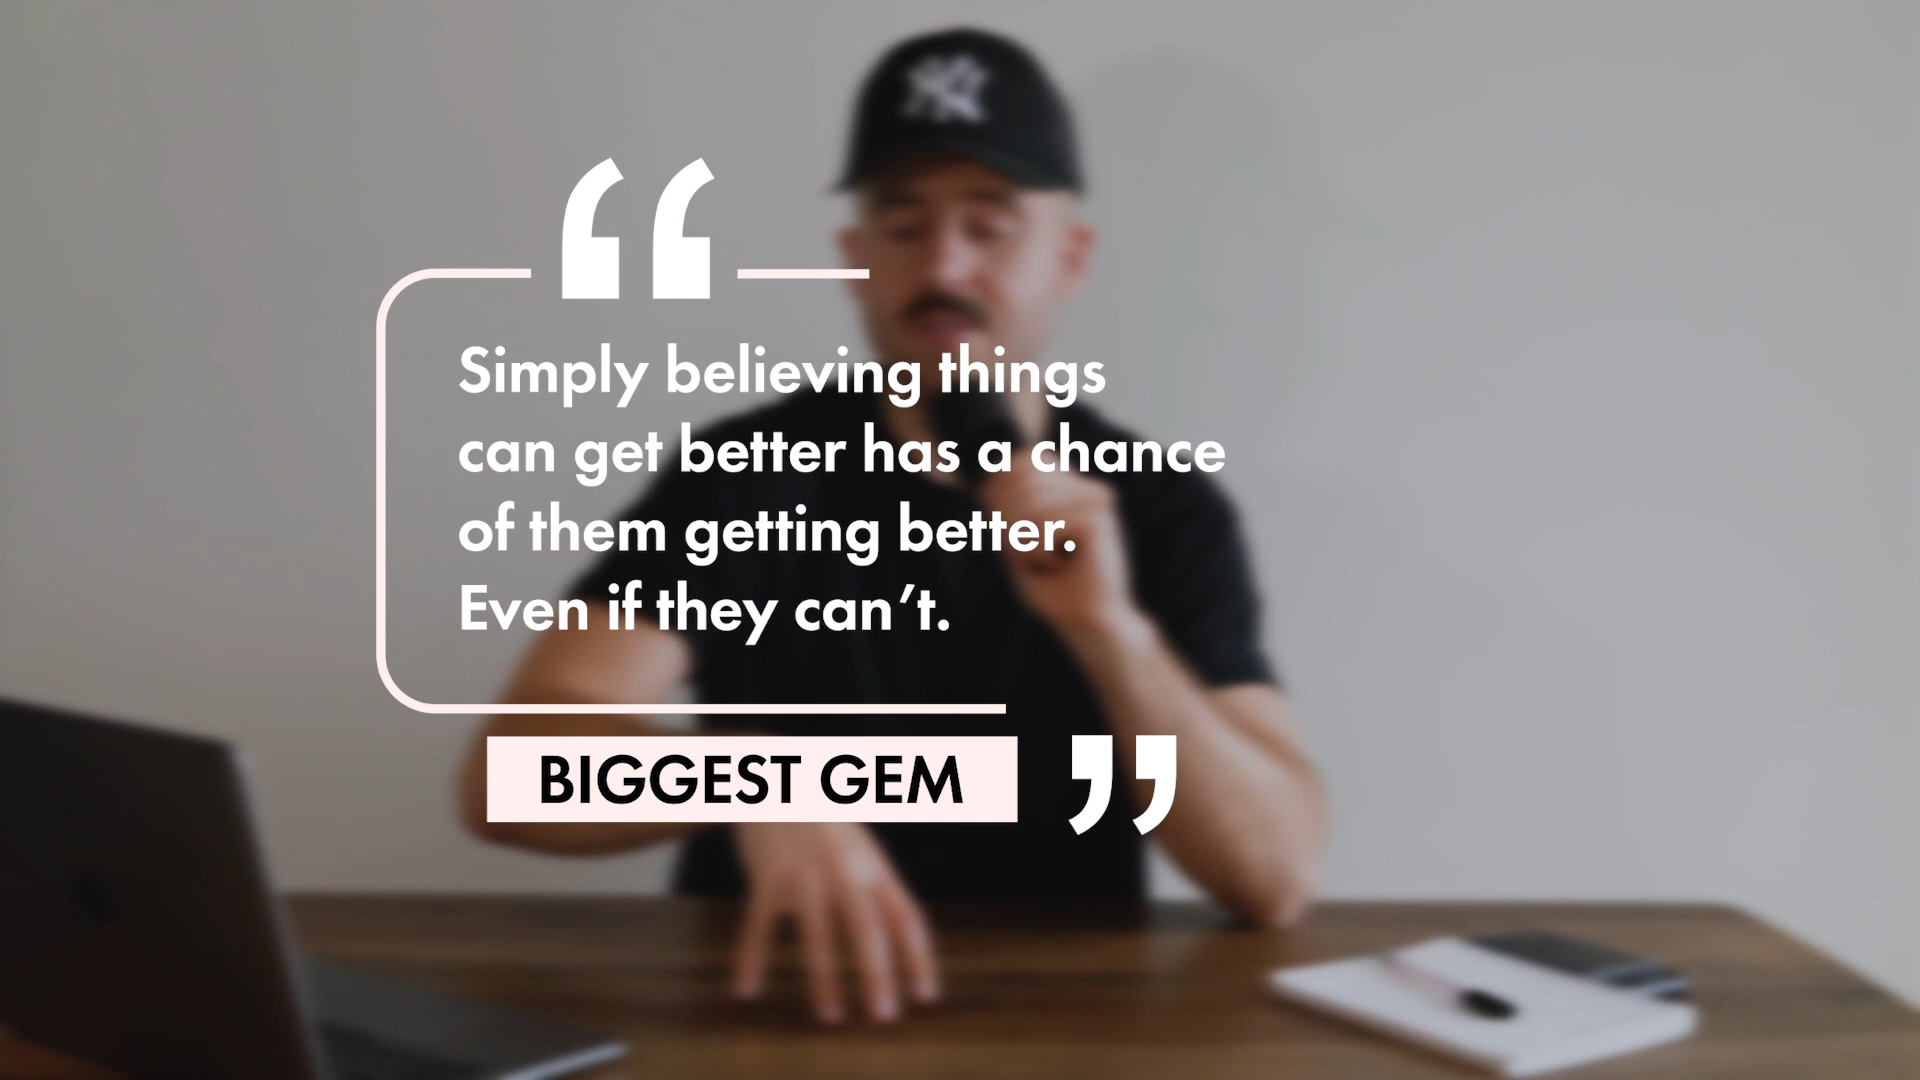 “
Simply believing things
can get better has a chance
of them getting better.
Even if they can’t.
BIGGEST GEM
”